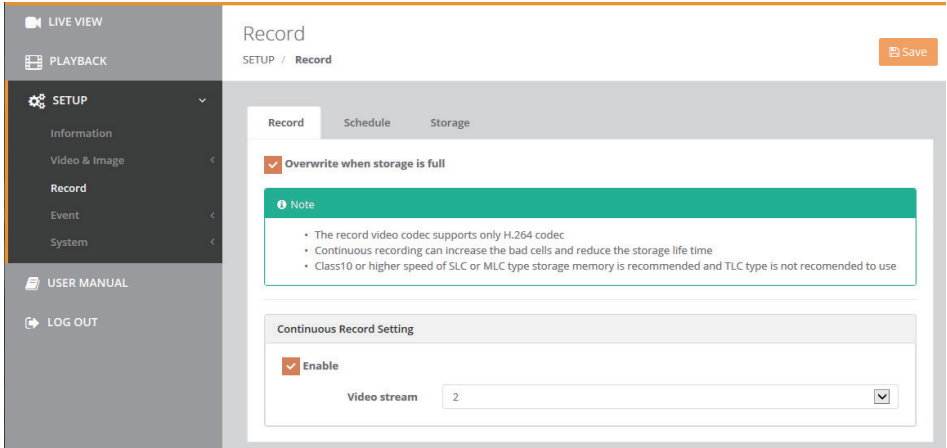 LIVE VIEW
PLAYBACK
SETUP
Information
Video & Image
Record
Event
System
USER MANUAL
LOG OUT
Record
SETUP / Record
Save
Record Schedule Storage
Overwrite when storage is full
Note
• The record video codec supports only H.264 codec
• Continuous recording can increase the bad cells and reduce the storage life time
• Class10 or higher speed of SLC or MLC type storage memory is recommended and TLC type is not recomended to use
Continuous Record Setting
Enable
Video stream 2